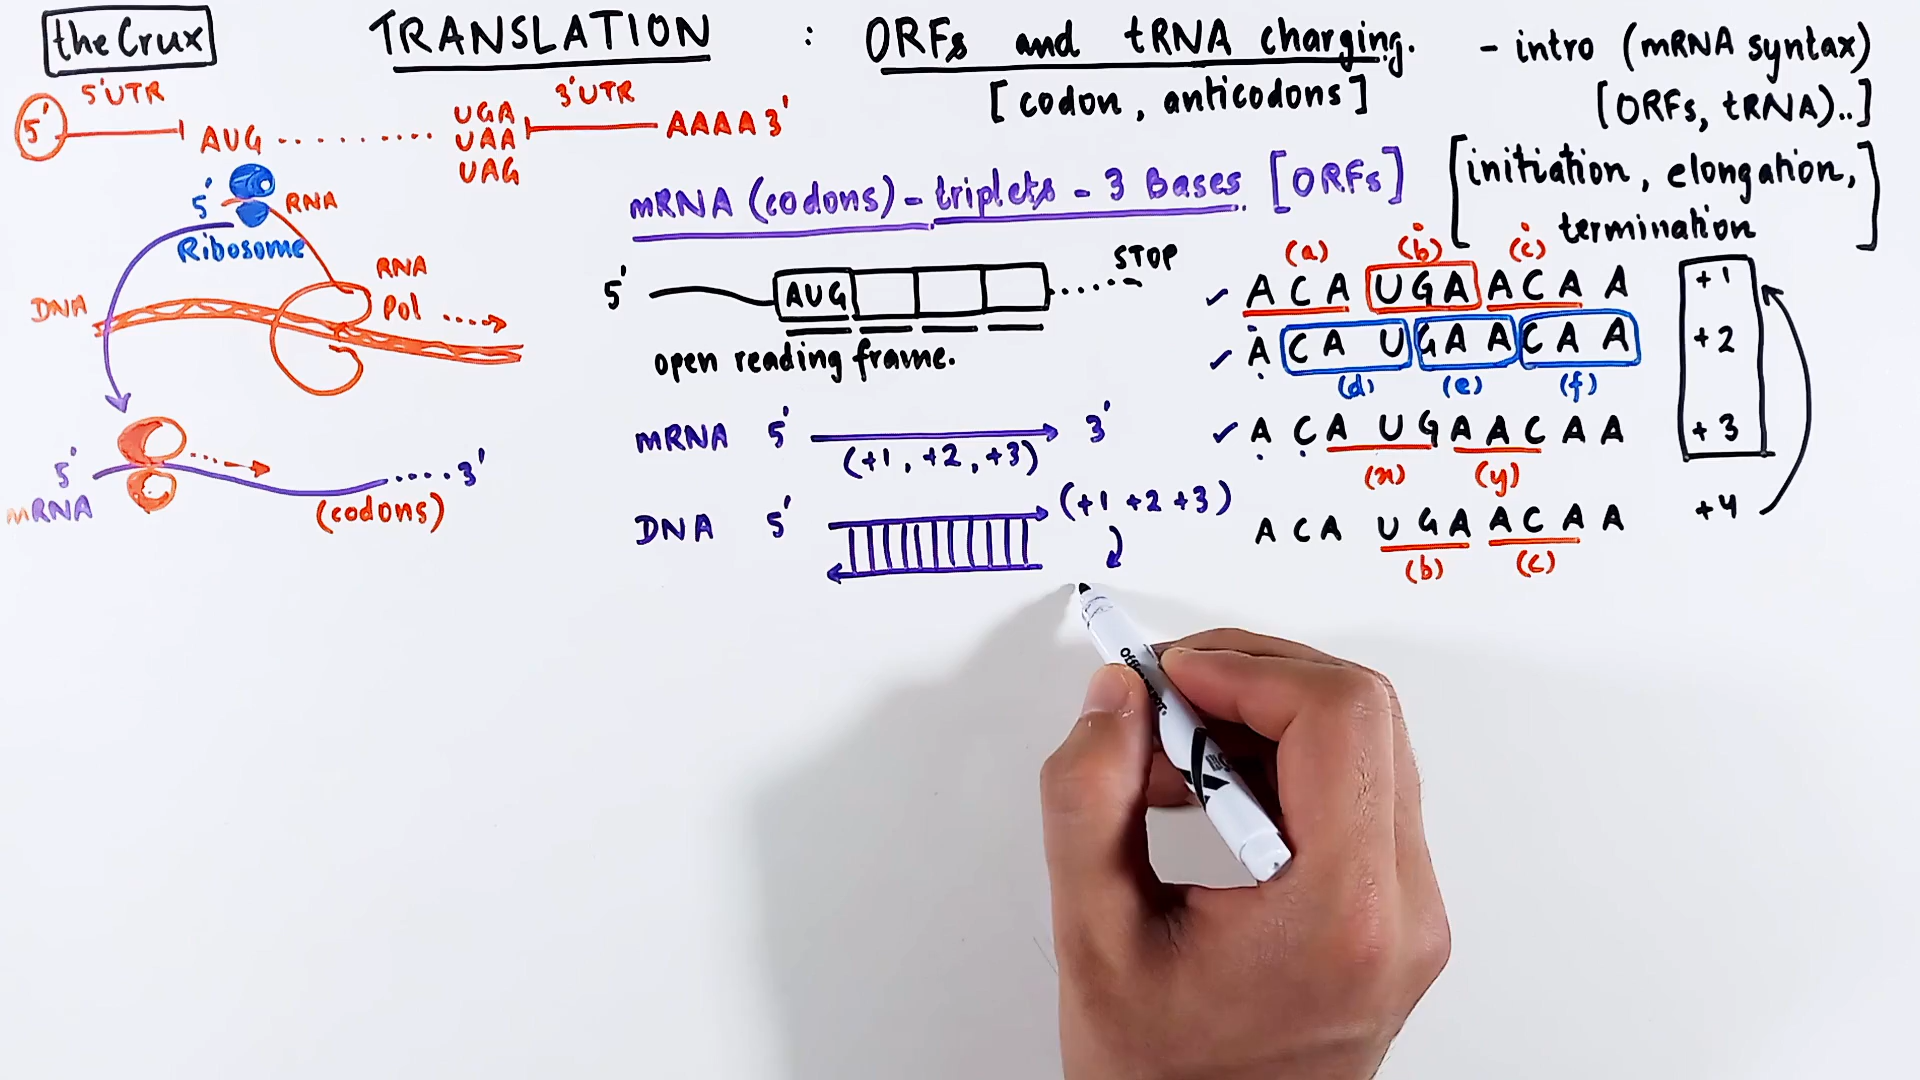 the Crux
TRANSLATION : ORFs and tRNA charging.
[codon, anticodons]
- intro (mRNA syntax)
[ORFs, tRNA)..]
[initiation, elongation,
termination]
5'UTR
3'UTR
5'
AUG ........
UGA
UAA
UAG
AAAA 3'
5'
RNA
Ribosome
DNA
RNA
Pol ....
5'
mRNA
....3'
(codons)
mRNA (codons) - triplets - 3 Bases [ORFs]
5'
AUG
......
STOP
open reading frame.
mRNA 5'
3'
(+1, +2, +3)
DNA 5'
(+1 +2 +3)
(a) (b) (c)
A C A U G A A C A A
+1
A C A U G A A C A A
+2
(d) (e) (f)
A C A U G A A C A A
+3
(x) (y)
A C A U G A A C A A
+4
(b) (c)